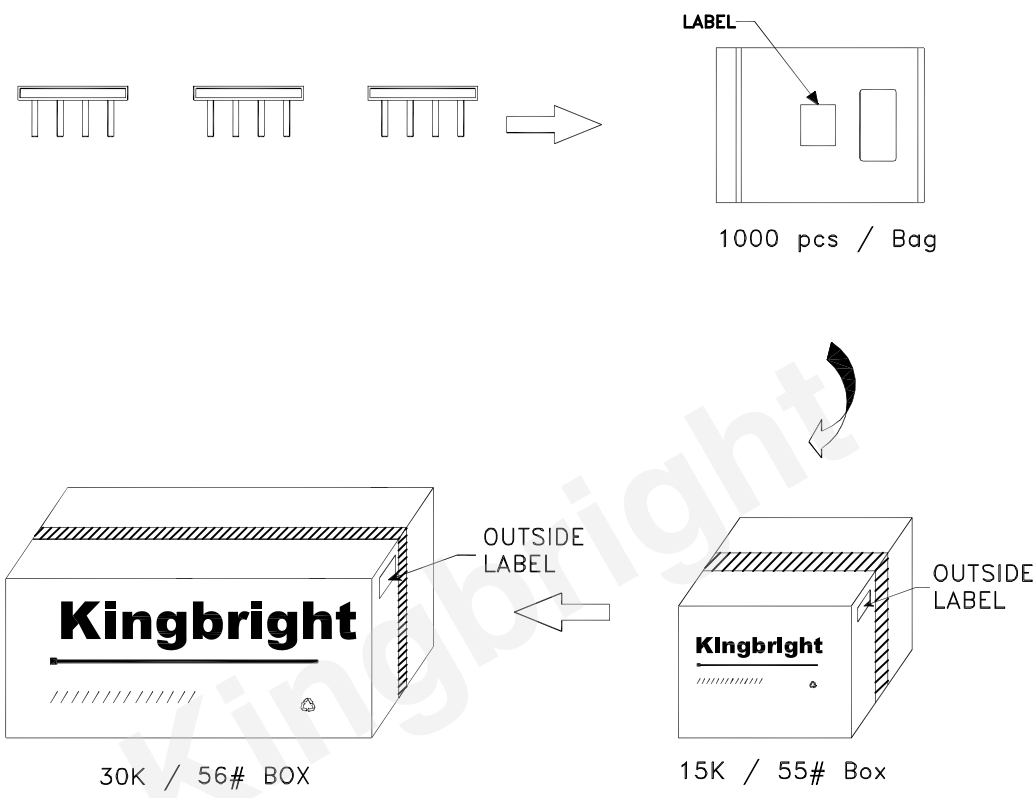 LABEL
1000 pcs / Bag
OUTSIDE
LABEL
Kingbright
30K / 56# BOX
OUTSIDE
LABEL
Kingbright
15K / 55# Box
Kingbright